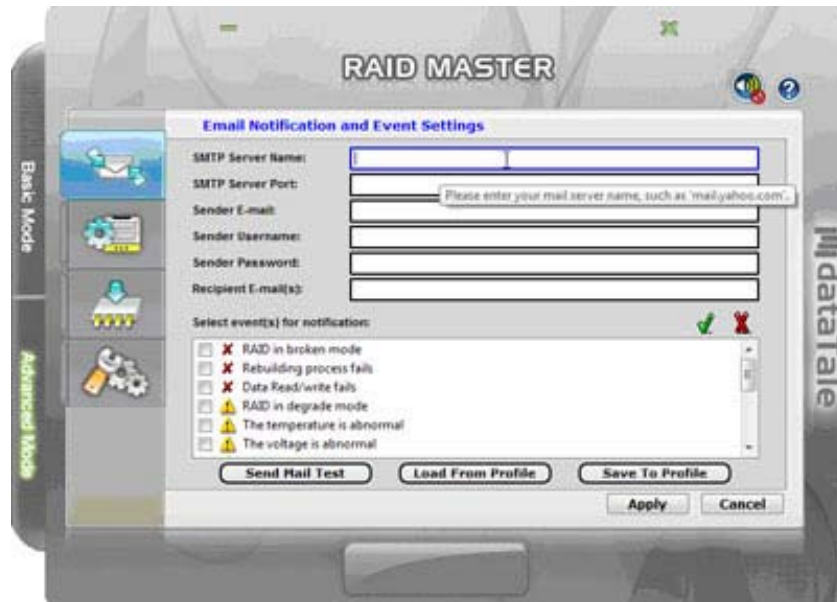 RAID MASTER
Basic Mode
Advanced Mode
Email Notification and Event Settings
SMTP Server Name:
SMTP Server Port:
Please enter your mail server name, such as 'mail.yahoo.com'.
Sender E-mail:
Sender Username:
Sender Password:
Recipient E-mail(s):
Select event(s) for notification:
RAID in broken mode
Rebuilding process fails
Data Read/write fails
RAID in degrade mode
The temperature is abnormal
The voltage is abnormal
Send Mail Test
Load From Profile
Save To Profile
Apply
Cancel
dataTale